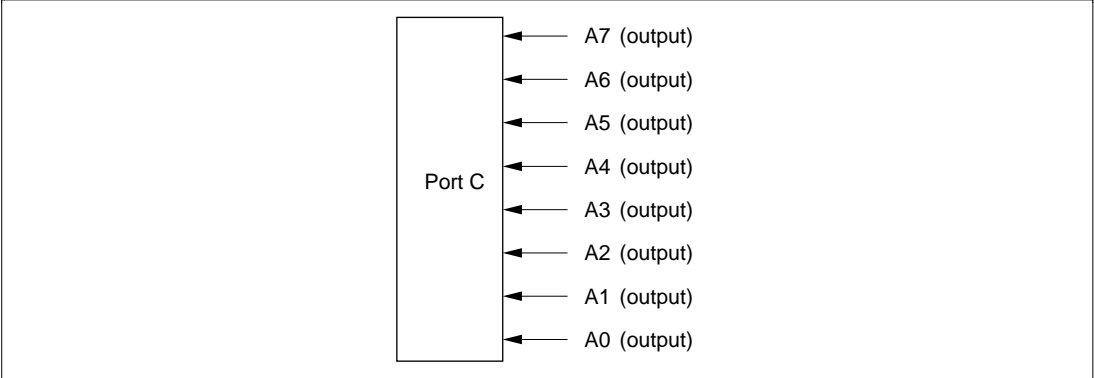 A7 (output)
A6 (output)
A5 (output)
A4 (output)
Port C
A3 (output)
A2 (output)
A1 (output)
A0 (output)